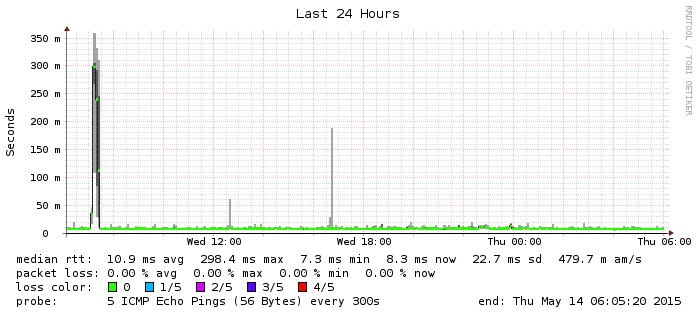 Last 24 Hours
RRDTOOL / TOBI OETIKER
Seconds
350 m
300 m
250 m
200 m
150 m
100 m
50 m
0
Wed 12:00 Wed 18:00 Thu 00:00 Thu 06:00
median rtt: 10.9 ms avg 298.4 ms max 7.3 ms min 8.3 ms now 22.7 ms sd 479.7 m am/s
packet loss: 0.00 % avg 0.00 % max 0.00 % min 0.00 % now
loss color: 0 1/5 2/5 3/5 4/5
probe: 5 ICMP Echo Pings (56 Bytes) every 300s end: Thu May 14 06:05:20 2015